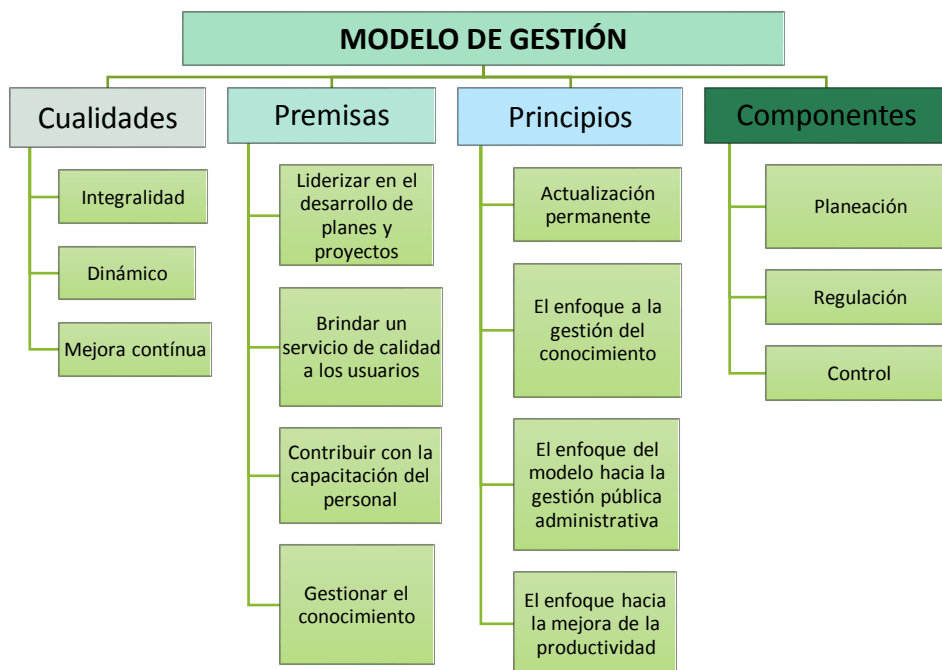 MODELO DE GESTIÓN
Cualidades
Integralidad
Dinámico
Mejora contínua
Premisas
Liderizar en el
desarrollo de
planes y
proyectos
Brindar un
servicio de calidad
a los usuarios
Contribuir con la
capacitación del
personal
Gestionar el
conocimiento
Principios
Actualización
permanente
El enfoque a la
gestión del
conocimiento
El enfoque del
modelo hacia la
gestión pública
administrativa
El enfoque hacia
la mejora de la
productividad
Componentes
Planeación
Regulación
Control